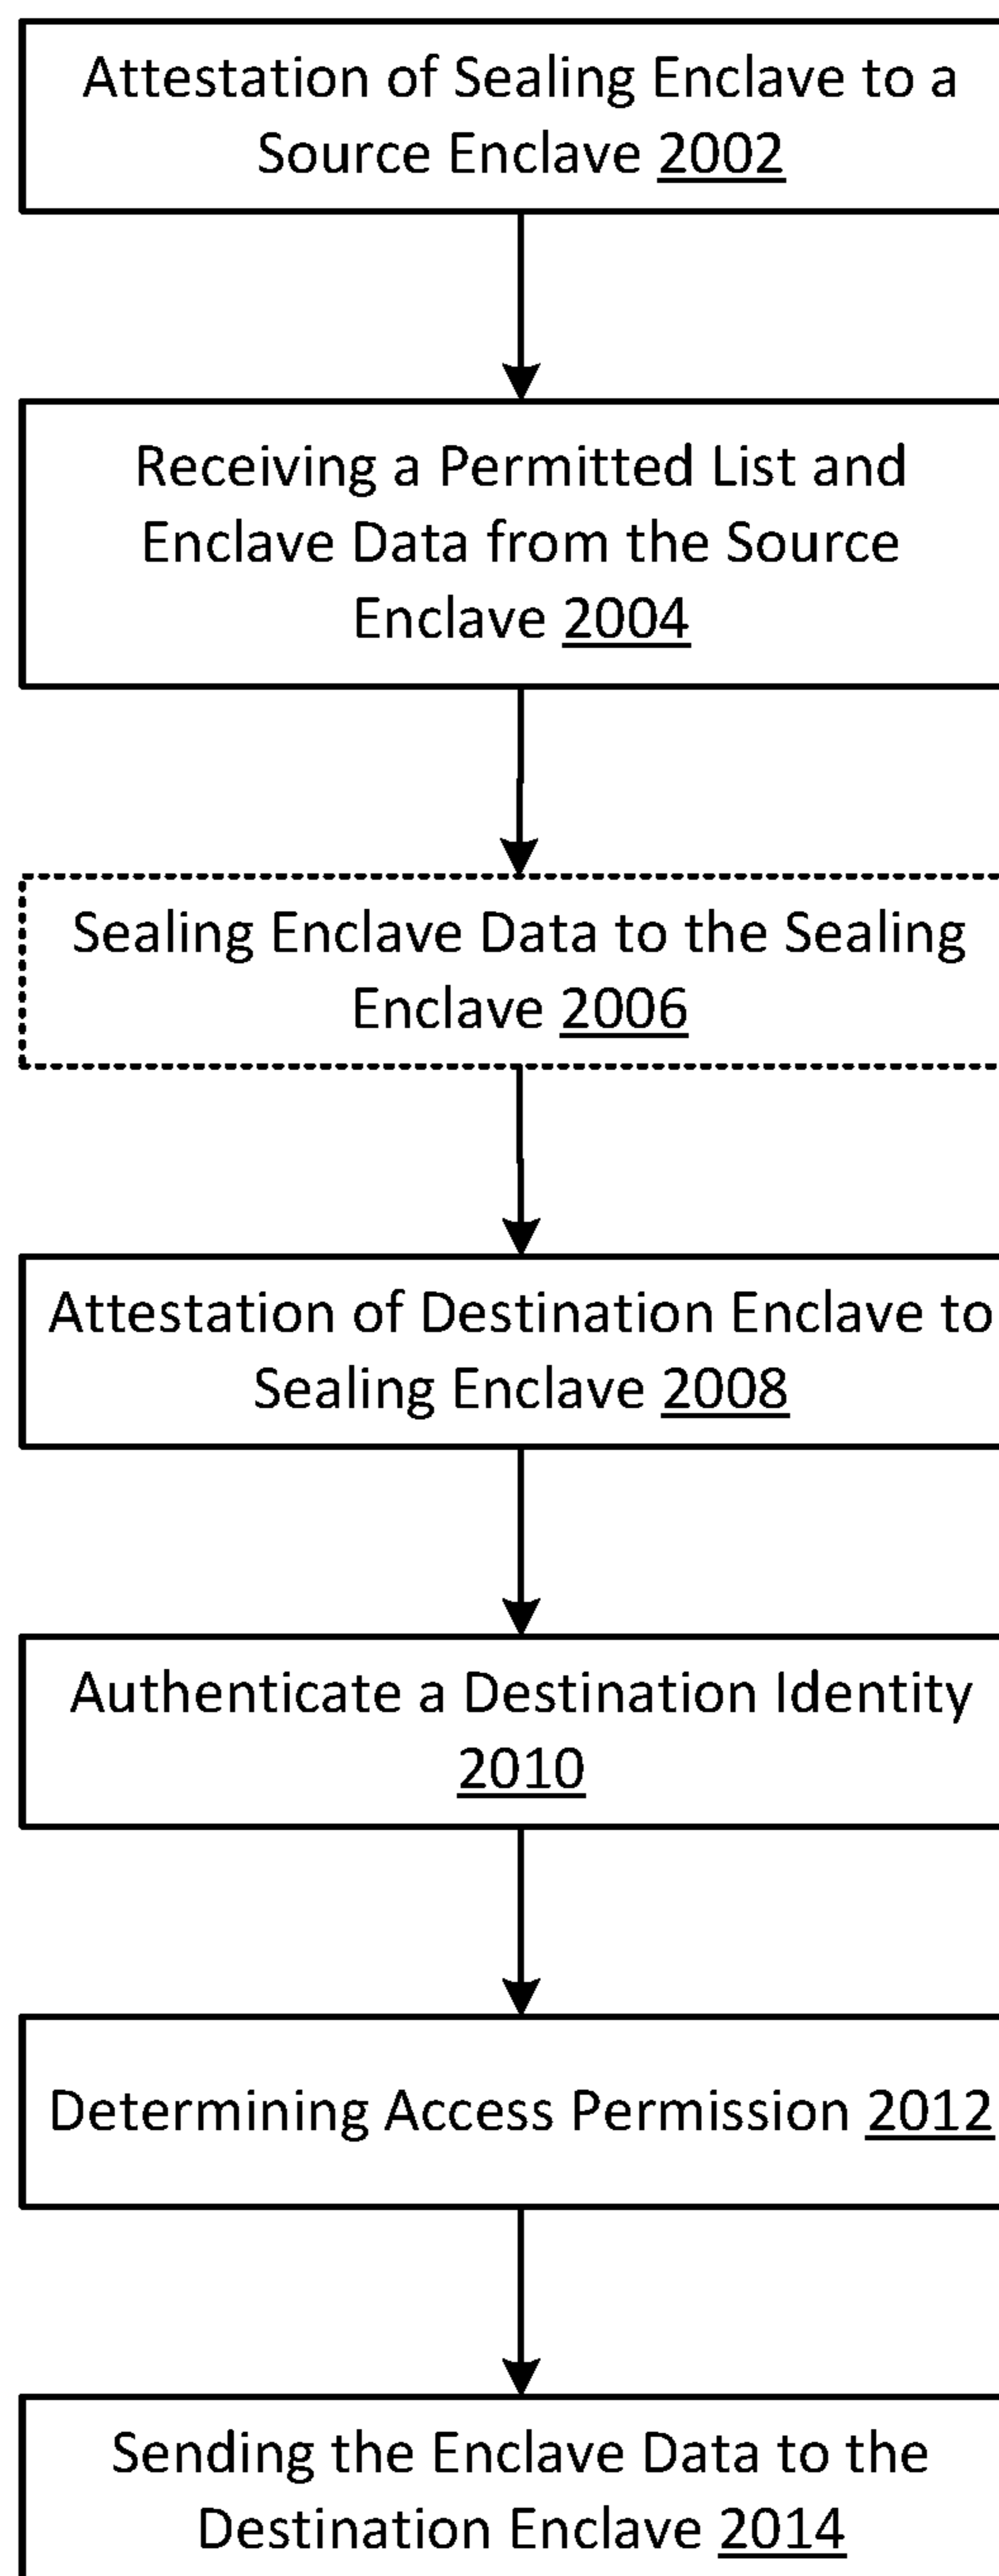 Attestation of Sealing Enclave to a
Source Enclave 2002
Receiving a Permitted List and
Enclave Data from the Source
Enclave 2004
Sealing Enclave Data to the Sealing
Enclave 2006
Attestation of Destination Enclave to
Sealing Enclave 2008
Authenticate a Destination Identity
2010
Determining Access Permission 2012
Sending the Enclave Data to the
Destination Enclave 2014